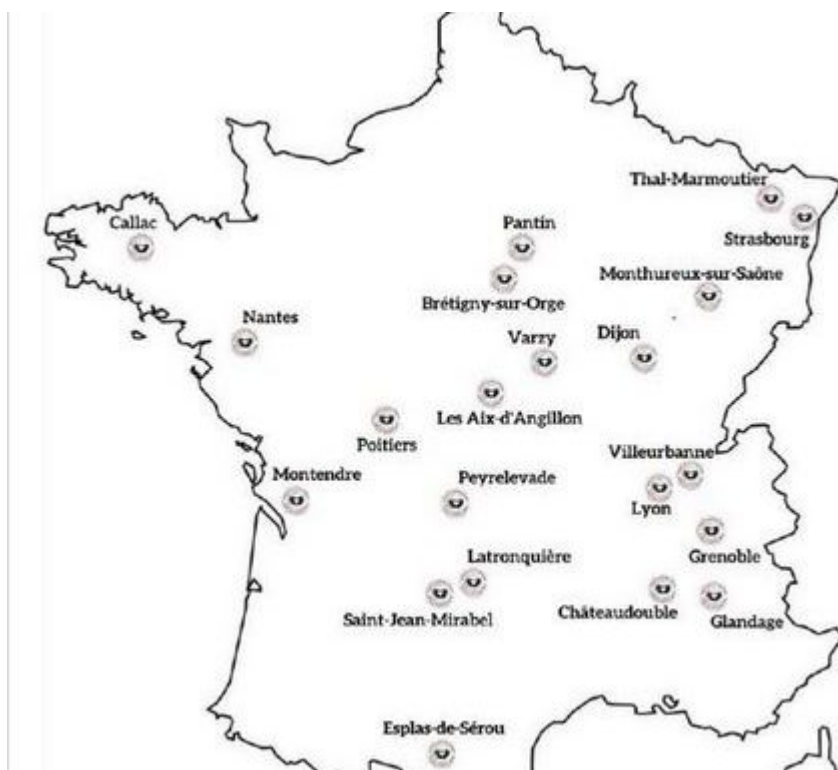 Thal-Marmoutier
Callac
Pantin
Strasbourg
Monthureux-sur-Saône
Brétigny-sur-Orge
Nantes
Varzy
Dijon
Les Aix-d'Angillon
Poitiers
Villeurbanne
Montendre
Peyrelevade
Lyon
Latronquière
Grenoble
Châteaudouble
Saint-Jean-Mirabel
Glandage
Esplas-de-Sérou